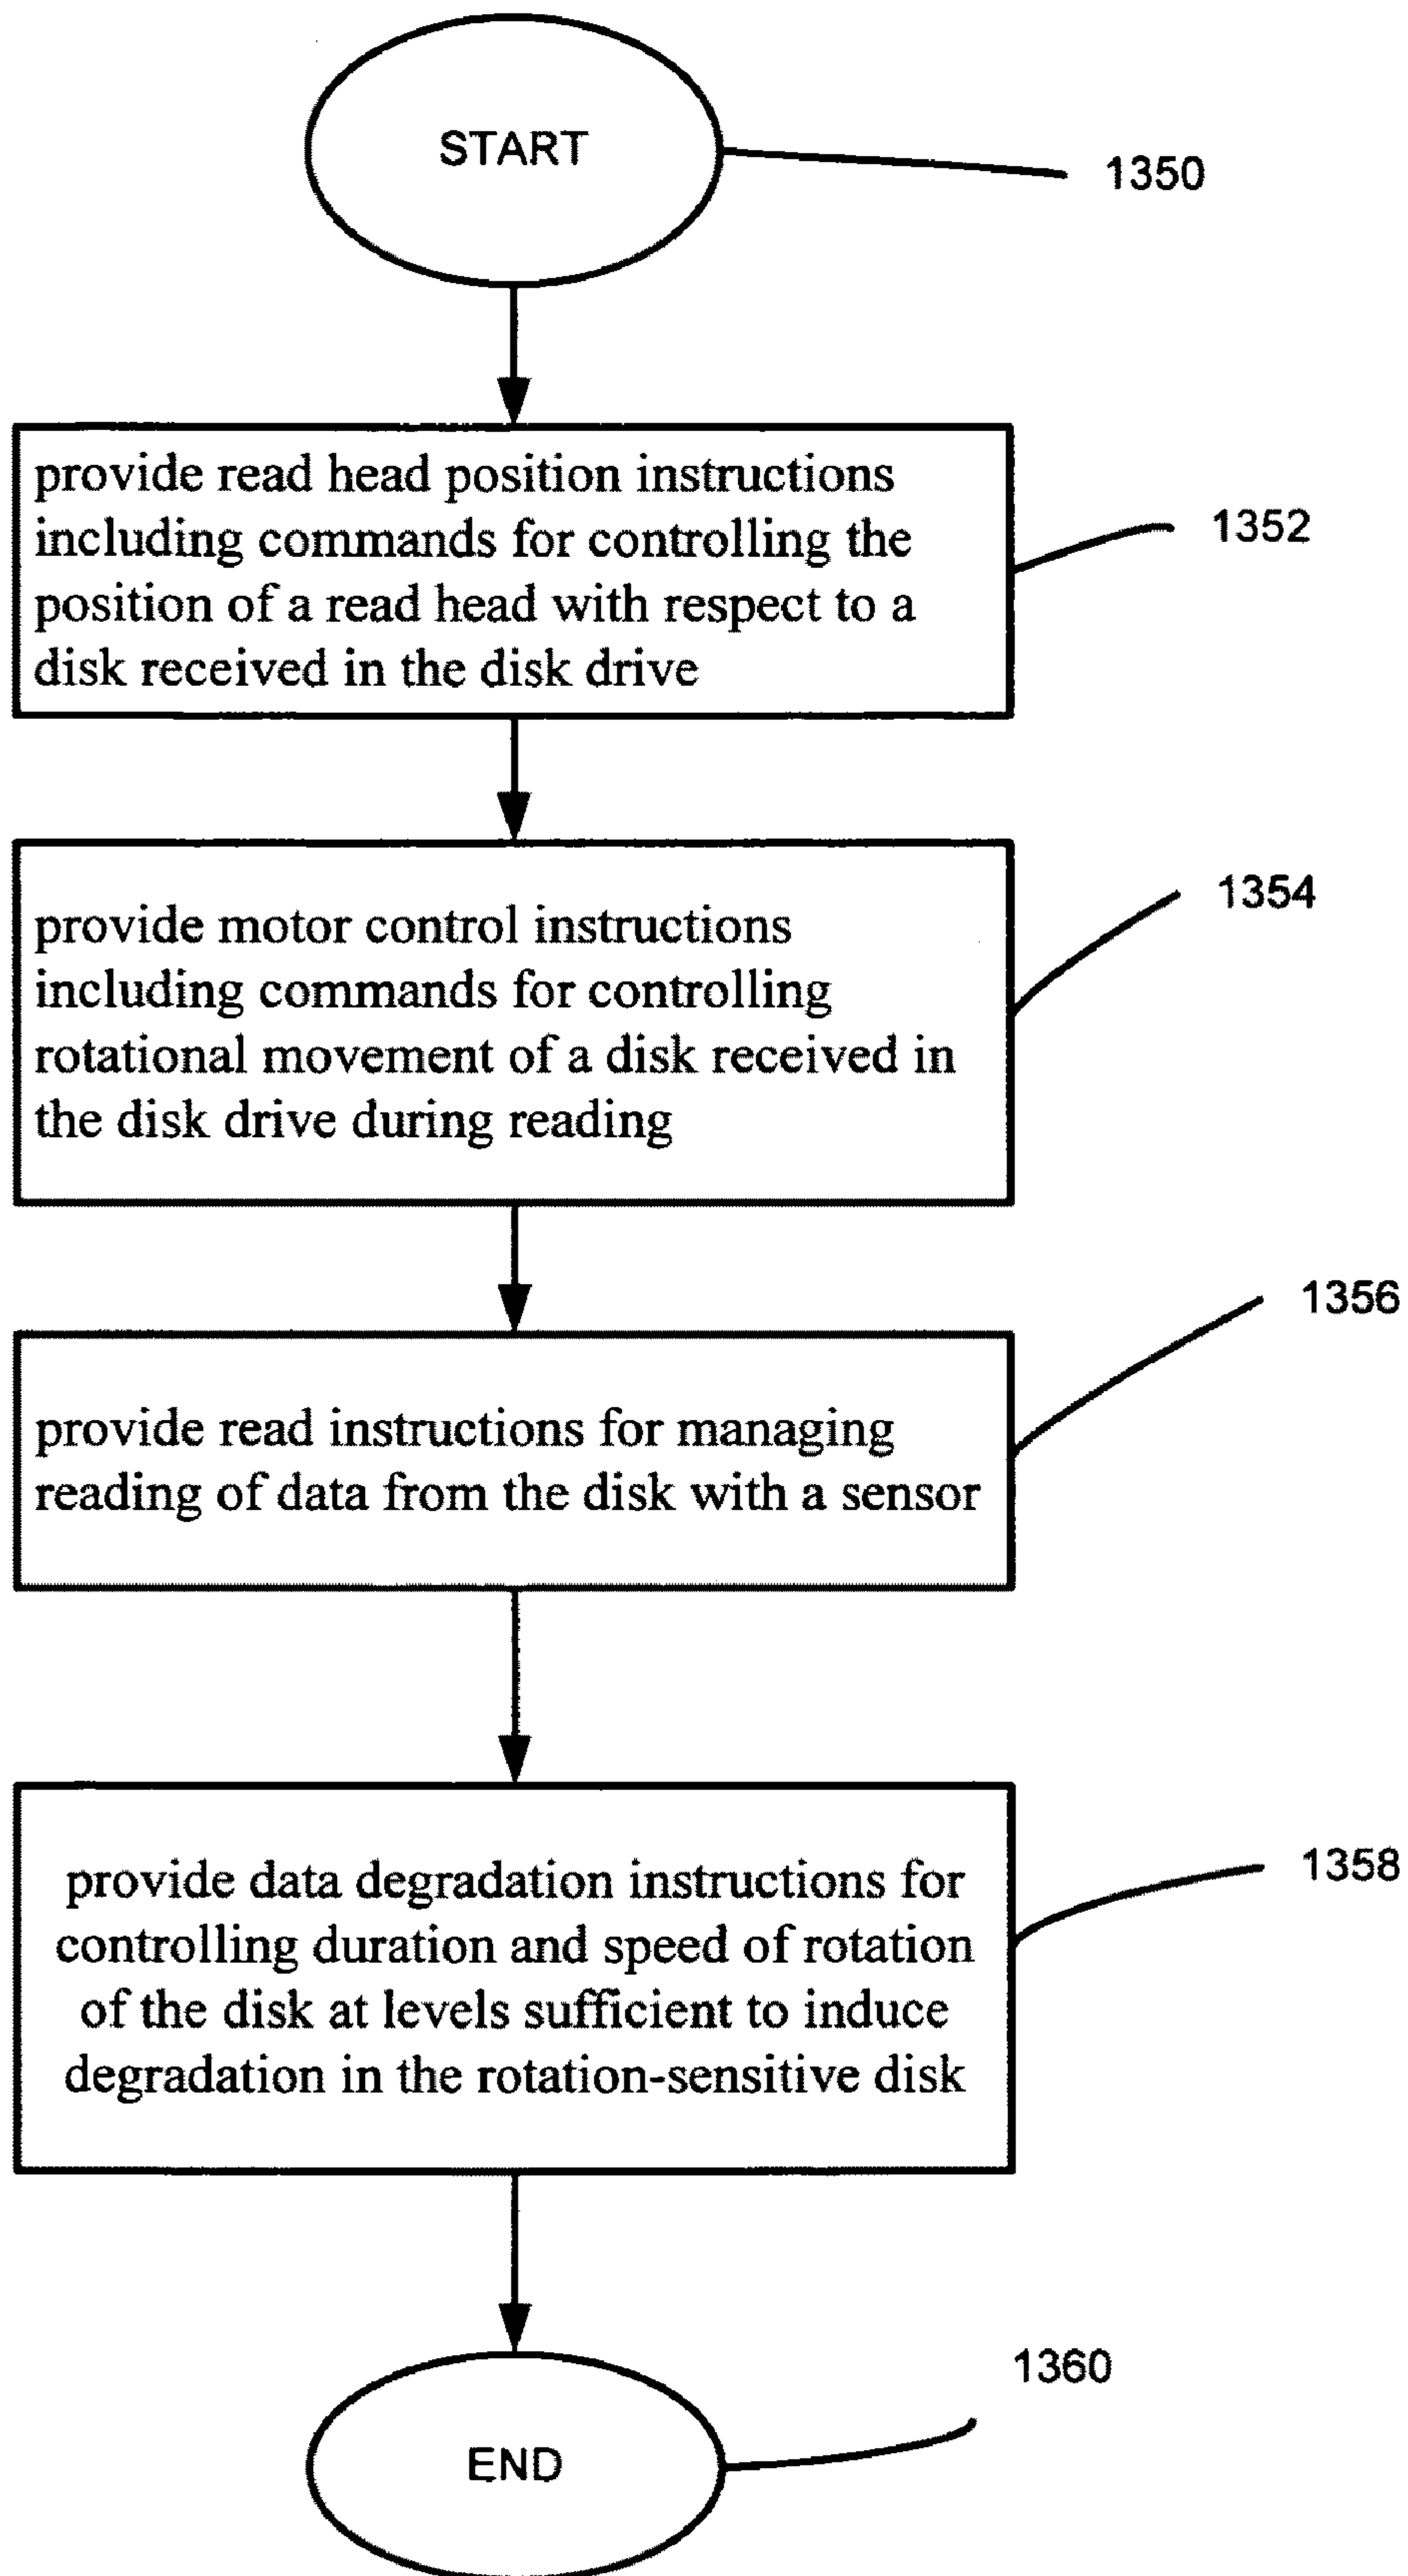 START
1350
provide read head position instructions
including commands for controlling the
position of a read head with respect to a
disk received in the disk drive
1352
provide motor control instructions
including commands for controlling
rotational movement of a disk received in
the disk drive during reading
1354
provide read instructions for managing
reading of data from the disk with a sensor
1356
provide data degradation instructions for
controlling duration and speed of rotation
of the disk at levels sufficient to induce
degradation in the rotation-sensitive disk
1358
END
1360